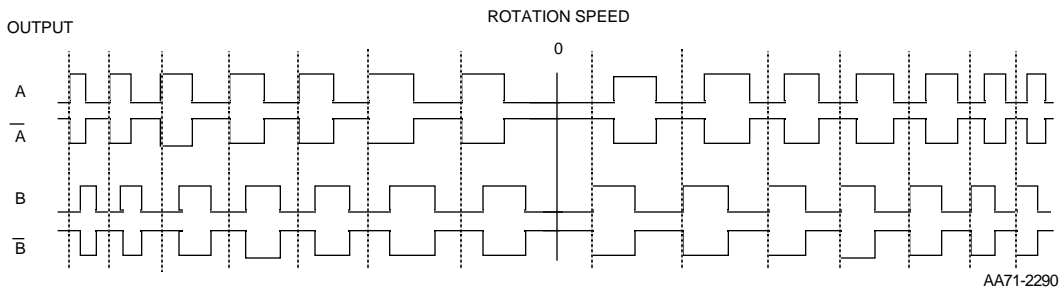 ROTATION SPEED
OUTPUT
0
A
A̅
B
B̅
AA71-2290